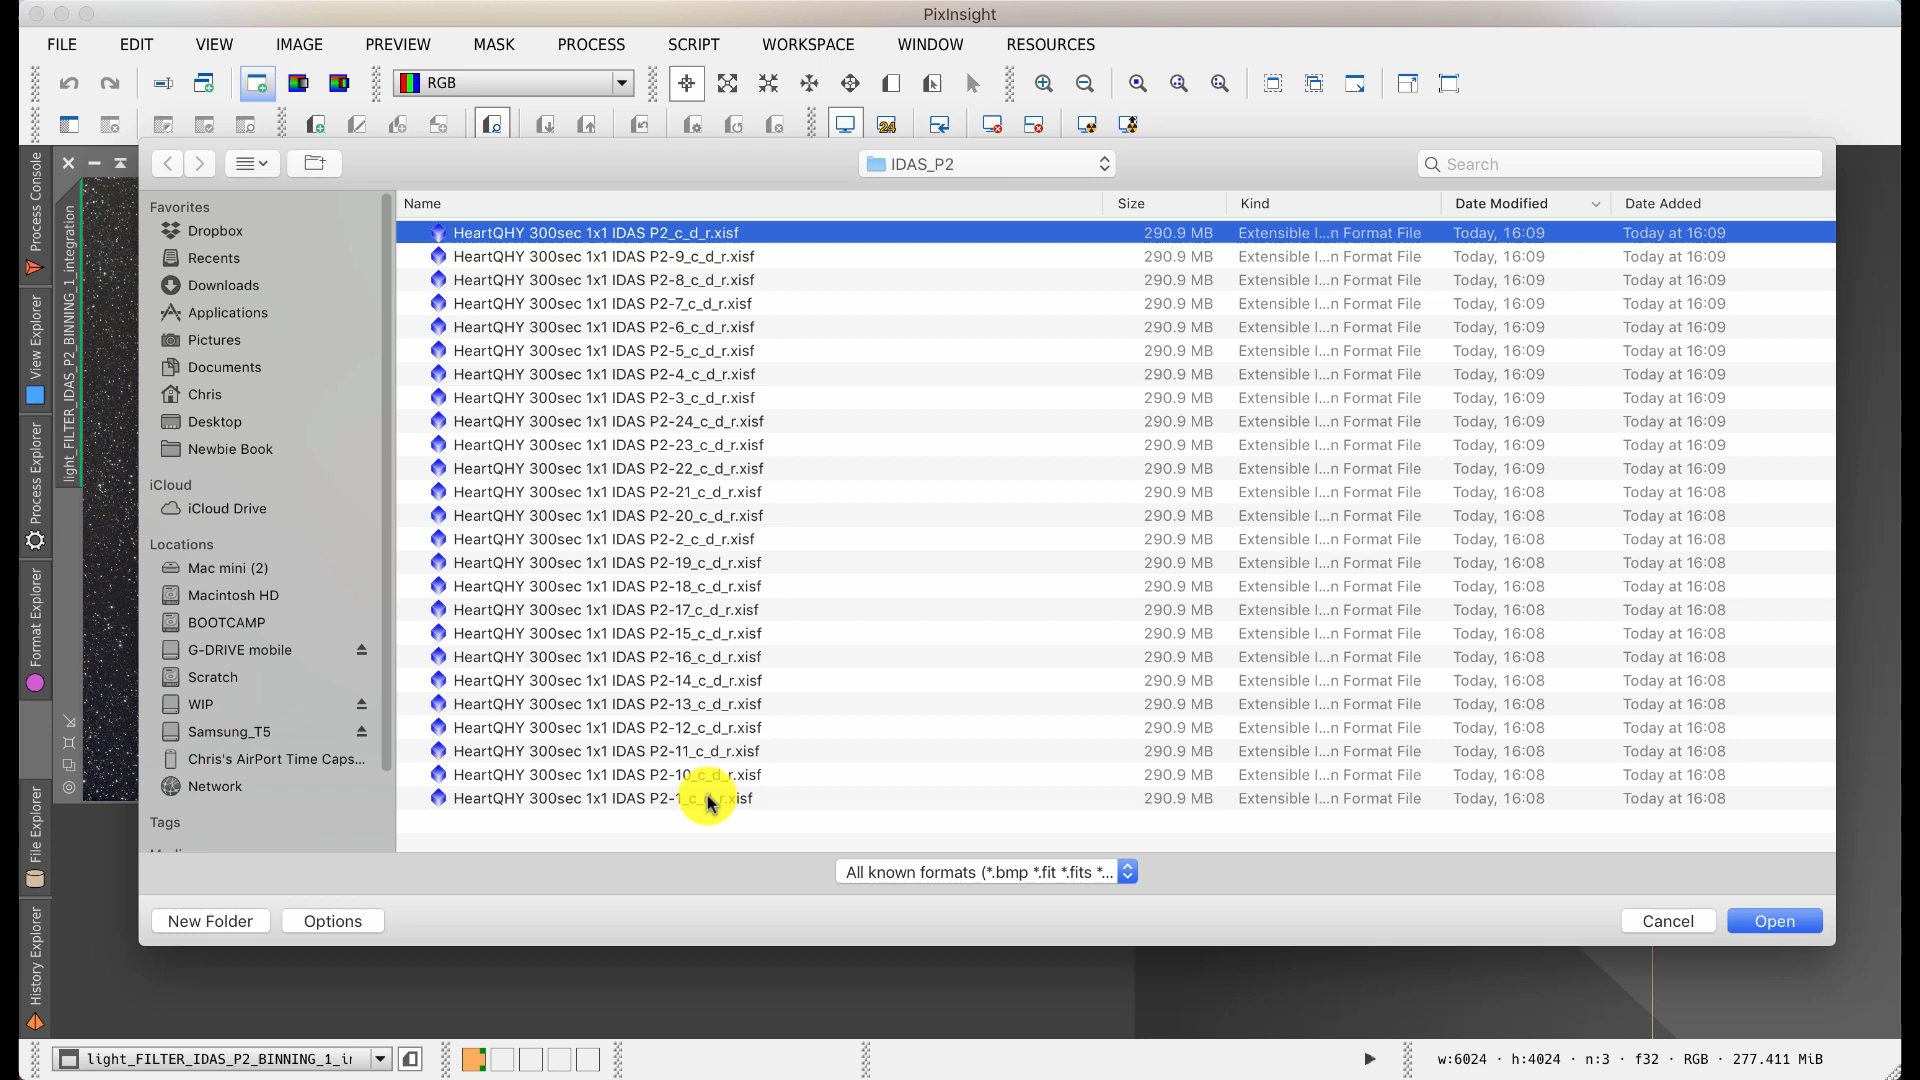 PixInsight
FILE EDIT VIEW IMAGE PREVIEW MASK PROCESS SCRIPT WORKSPACE WINDOW RESOURCES
RGB
24
IDAS_P2
Search
Process Console
View Explorer
Process Explorer
Format Explorer
File Explorer
History Explorer
light_FILTER_IDAS_P2_BINNING_1_integration
Favorites
Dropbox
Recents
Downloads
Applications
Pictures
Documents
Chris
Desktop
Newbie Book
iCloud
iCloud Drive
Locations
Mac mini (2)
Macintosh HD
BOOTCAMP
G-DRIVE mobile
Scratch
WIP
Samsung_T5
Chris's AirPort Time Caps...
Network
Tags
Name Size Kind Date Modified Date Added
HeartQHY 300sec 1x1 IDAS P2_c_d_r.xisf 290.9 MB Extensible I...n Format File Today, 16:09 Today at 16:09
HeartQHY 300sec 1x1 IDAS P2-9_c_d_r.xisf 290.9 MB Extensible I...n Format File Today, 16:09 Today at 16:09
HeartQHY 300sec 1x1 IDAS P2-8_c_d_r.xisf 290.9 MB Extensible I...n Format File Today, 16:09 Today at 16:09
HeartQHY 300sec 1x1 IDAS P2-7_c_d_r.xisf 290.9 MB Extensible I...n Format File Today, 16:09 Today at 16:09
HeartQHY 300sec 1x1 IDAS P2-6_c_d_r.xisf 290.9 MB Extensible I...n Format File Today, 16:09 Today at 16:09
HeartQHY 300sec 1x1 IDAS P2-5_c_d_r.xisf 290.9 MB Extensible I...n Format File Today, 16:09 Today at 16:09
HeartQHY 300sec 1x1 IDAS P2-4_c_d_r.xisf 290.9 MB Extensible I...n Format File Today, 16:09 Today at 16:09
HeartQHY 300sec 1x1 IDAS P2-3_c_d_r.xisf 290.9 MB Extensible I...n Format File Today, 16:09 Today at 16:09
HeartQHY 300sec 1x1 IDAS P2-24_c_d_r.xisf 290.9 MB Extensible I...n Format File Today, 16:09 Today at 16:09
HeartQHY 300sec 1x1 IDAS P2-23_c_d_r.xisf 290.9 MB Extensible I...n Format File Today, 16:09 Today at 16:09
HeartQHY 300sec 1x1 IDAS P2-22_c_d_r.xisf 290.9 MB Extensible I...n Format File Today, 16:09 Today at 16:09
HeartQHY 300sec 1x1 IDAS P2-21_c_d_r.xisf 290.9 MB Extensible I...n Format File Today, 16:08 Today at 16:08
HeartQHY 300sec 1x1 IDAS P2-20_c_d_r.xisf 290.9 MB Extensible I...n Format File Today, 16:08 Today at 16:08
HeartQHY 300sec 1x1 IDAS P2-2_c_d_r.xisf 290.9 MB Extensible I...n Format File Today, 16:08 Today at 16:08
HeartQHY 300sec 1x1 IDAS P2-19_c_d_r.xisf 290.9 MB Extensible I...n Format File Today, 16:08 Today at 16:08
HeartQHY 300sec 1x1 IDAS P2-18_c_d_r.xisf 290.9 MB Extensible I...n Format File Today, 16:08 Today at 16:08
HeartQHY 300sec 1x1 IDAS P2-17_c_d_r.xisf 290.9 MB Extensible I...n Format File Today, 16:08 Today at 16:08
HeartQHY 300sec 1x1 IDAS P2-15_c_d_r.xisf 290.9 MB Extensible I...n Format File Today, 16:08 Today at 16:08
HeartQHY 300sec 1x1 IDAS P2-16_c_d_r.xisf 290.9 MB Extensible I...n Format File Today, 16:08 Today at 16:08
HeartQHY 300sec 1x1 IDAS P2-14_c_d_r.xisf 290.9 MB Extensible I...n Format File Today, 16:08 Today at 16:08
HeartQHY 300sec 1x1 IDAS P2-13_c_d_r.xisf 290.9 MB Extensible I...n Format File Today, 16:08 Today at 16:08
HeartQHY 300sec 1x1 IDAS P2-12_c_d_r.xisf 290.9 MB Extensible I...n Format File Today, 16:08 Today at 16:08
HeartQHY 300sec 1x1 IDAS P2-11_c_d_r.xisf 290.9 MB Extensible I...n Format File Today, 16:08 Today at 16:08
HeartQHY 300sec 1x1 IDAS P2-10_c_d_r.xisf 290.9 MB Extensible I...n Format File Today, 16:08 Today at 16:08
HeartQHY 300sec 1x1 IDAS P2-1_c_d_r.xisf 290.9 MB Extensible I...n Format File Today, 16:08 Today at 16:08
All known formats (*.bmp *.fit *.fits *...
New Folder Options Cancel Open
light_FILTER_IDAS_P2_BINNING_1_i w:6024 · h:4024 · n:3 · f32 · RGB · 277.411 MiB